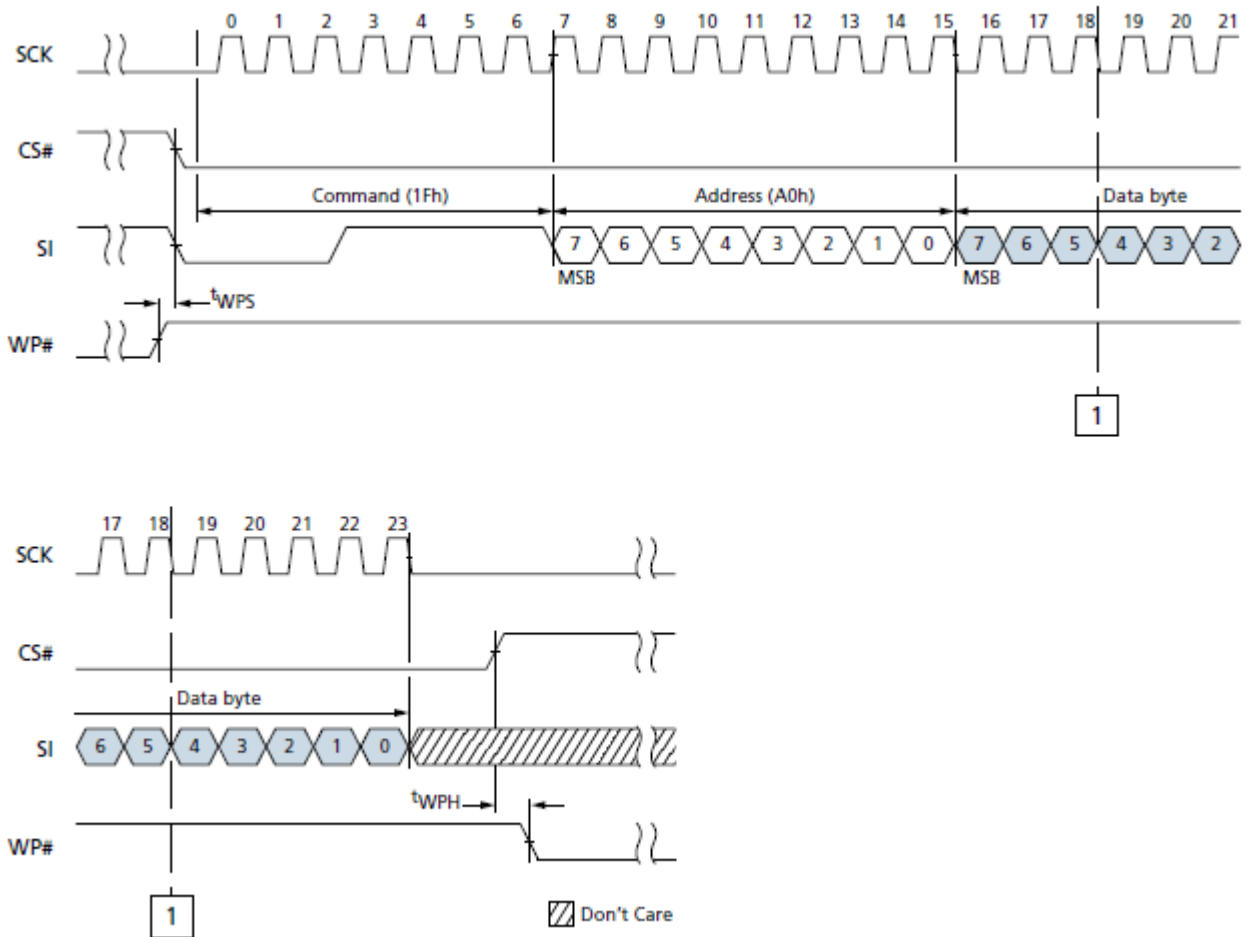 0 1 2 3 4 5 6 7 8 9 10 11 12 13 14 15 16 17 18 19 20 21
SCK
CS#
Command (1Fh) Address (A0h) Data byte
SI 7 6 5 4 3 2 1 0 7 6 5 4 3 2
MSB MSB
tWPS
WP#
1
17 18 19 20 21 22 23
SCK
CS#
Data byte
SI 6 5 4 3 2 1 0
tWPH
WP#
1
Don't Care